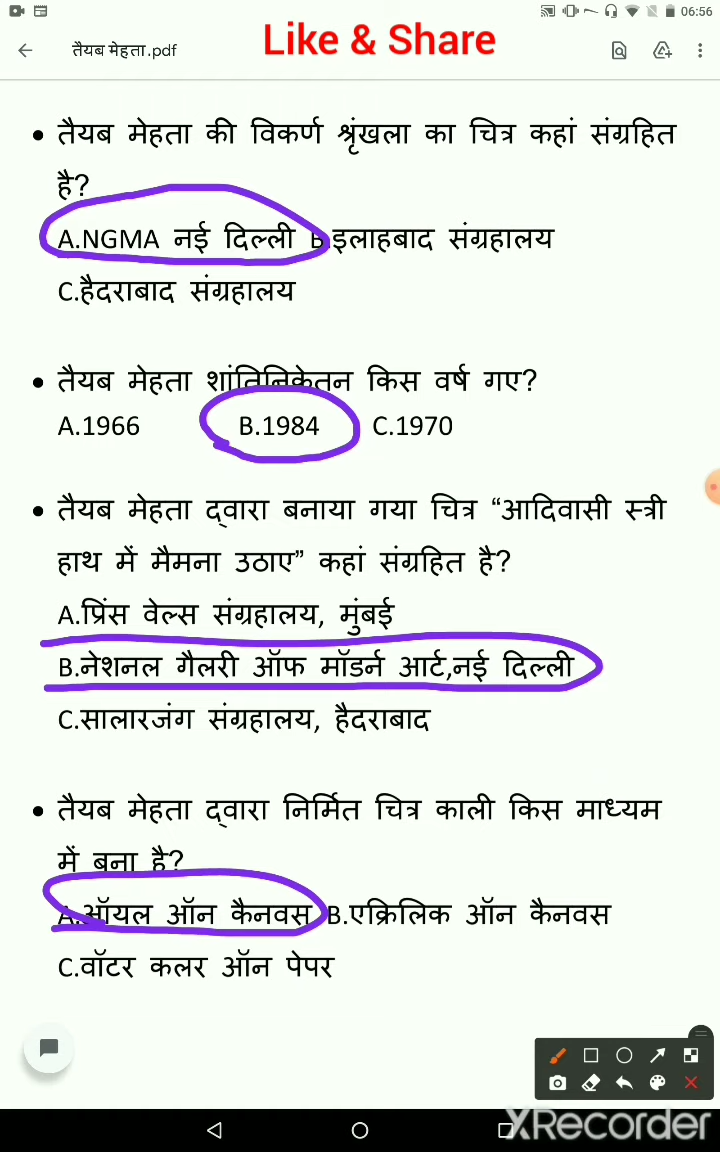 06:56
तैयब मेहता.pdf
Like & Share
• तैयब मेहता की विकर्ण श्रृंखला का चित्र कहां संग्रहित
है?
A.NGMA नई दिल्ली B.इलाहबाद संग्रहालय
C.हैदराबाद संग्रहालय
• तैयब मेहता शांतिनिकेतन किस वर्ष गए?
A.1966 B.1984 C.1970
• तैयब मेहता द्वारा बनाया गया चित्र “आदिवासी स्त्री
हाथ में मैमना उठाए” कहां संग्रहित है?
A.प्रिंस वेल्स संग्रहालय, मुंबई
B.नेशनल गैलरी ऑफ मॉडर्न आर्ट,नई दिल्ली
C.सालारजंग संग्रहालय, हैदराबाद
• तैयब मेहता द्वारा निर्मित चित्र काली किस माध्यम
में बना है?
A.ऑयल ऑन कैनवस B.एक्रिलिक ऑन कैनवस
C.वॉटर कलर ऑन पेपर
XRecorder